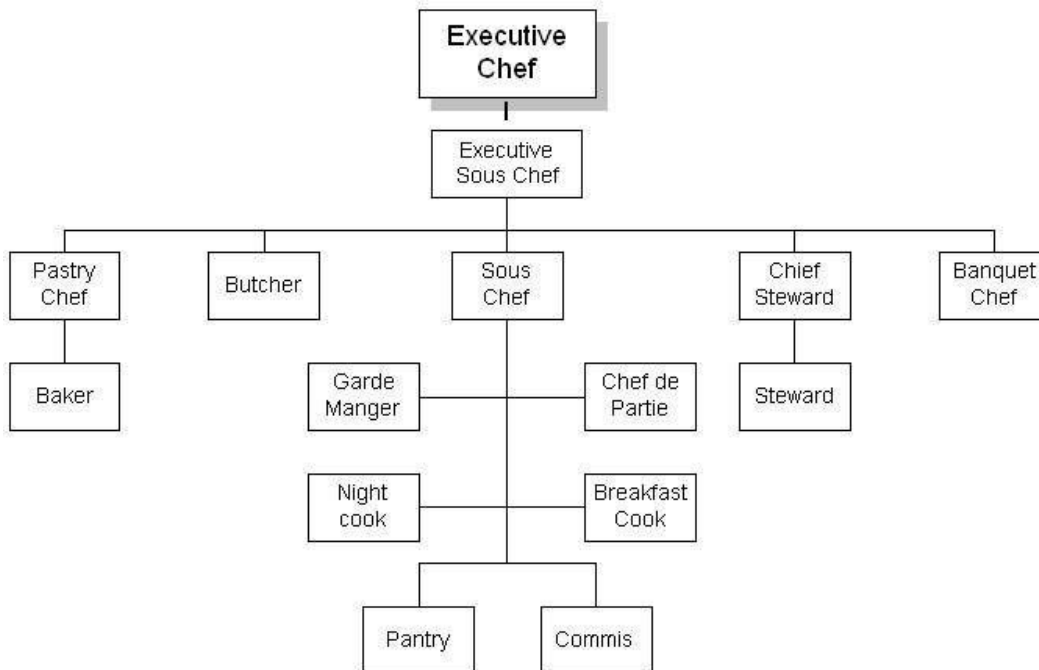 Executive
Chef
Executive
Sous Chef
Pastry
Chef
Butcher
Sous
Chef
Chief
Steward
Banquet
Chef
Baker
Garde
Manger
Chef de
Partie
Steward
Night
cook
Breakfast
Cook
Pantry
Commis